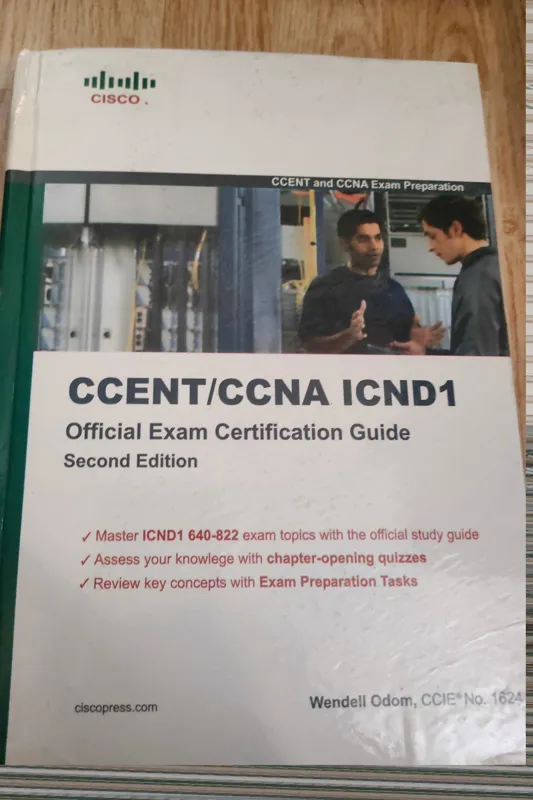 CISCO.
CCENT and CCNA Exam Preparation
CCENT/CCNA ICND1
Official Exam Certification Guide
Second Edition
✓ Master ICND1 640-822 exam topics with the official study guide
✓ Assess your knowlege with chapter-opening quizzes
✓ Review key concepts with Exam Preparation Tasks
ciscopress.com
Wendell Odom, CCIE® No. 1624